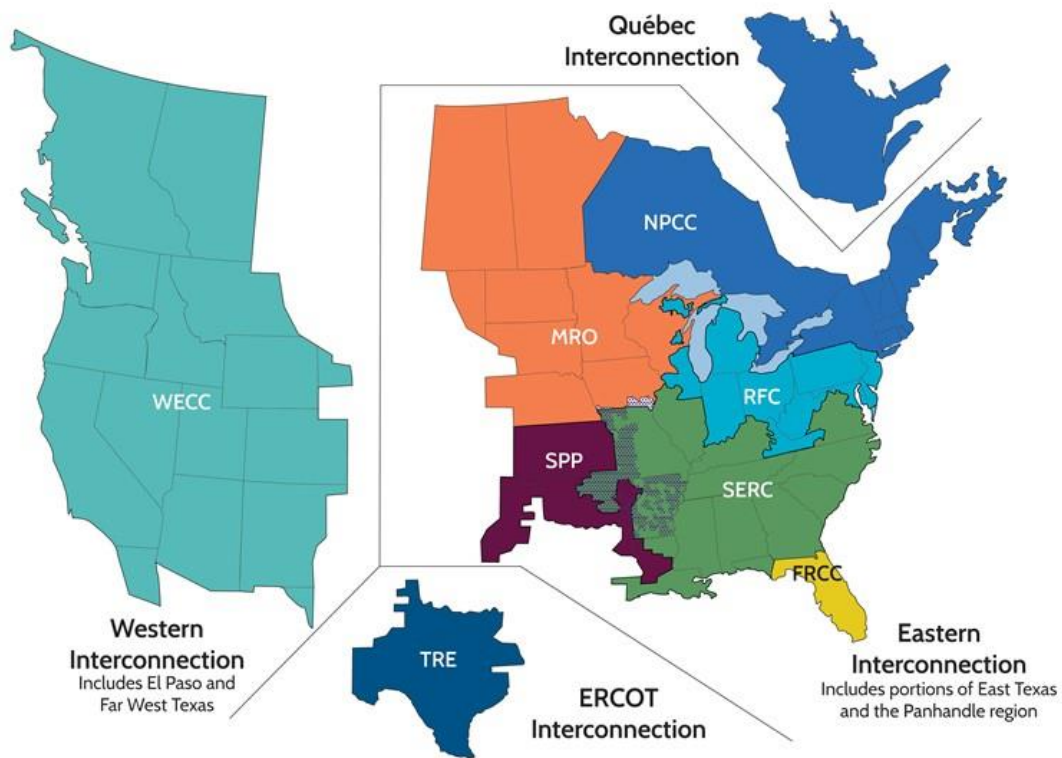 Québec
Interconnection
NPCC
MRO
WECC
RFC
SPP
SERC
FRCC
Western
Interconnection
Includes El Paso and
Far West Texas
TRE
ERCOT
Interconnection
Eastern
Interconnection
Includes portions of East Texas
and the Panhandle region